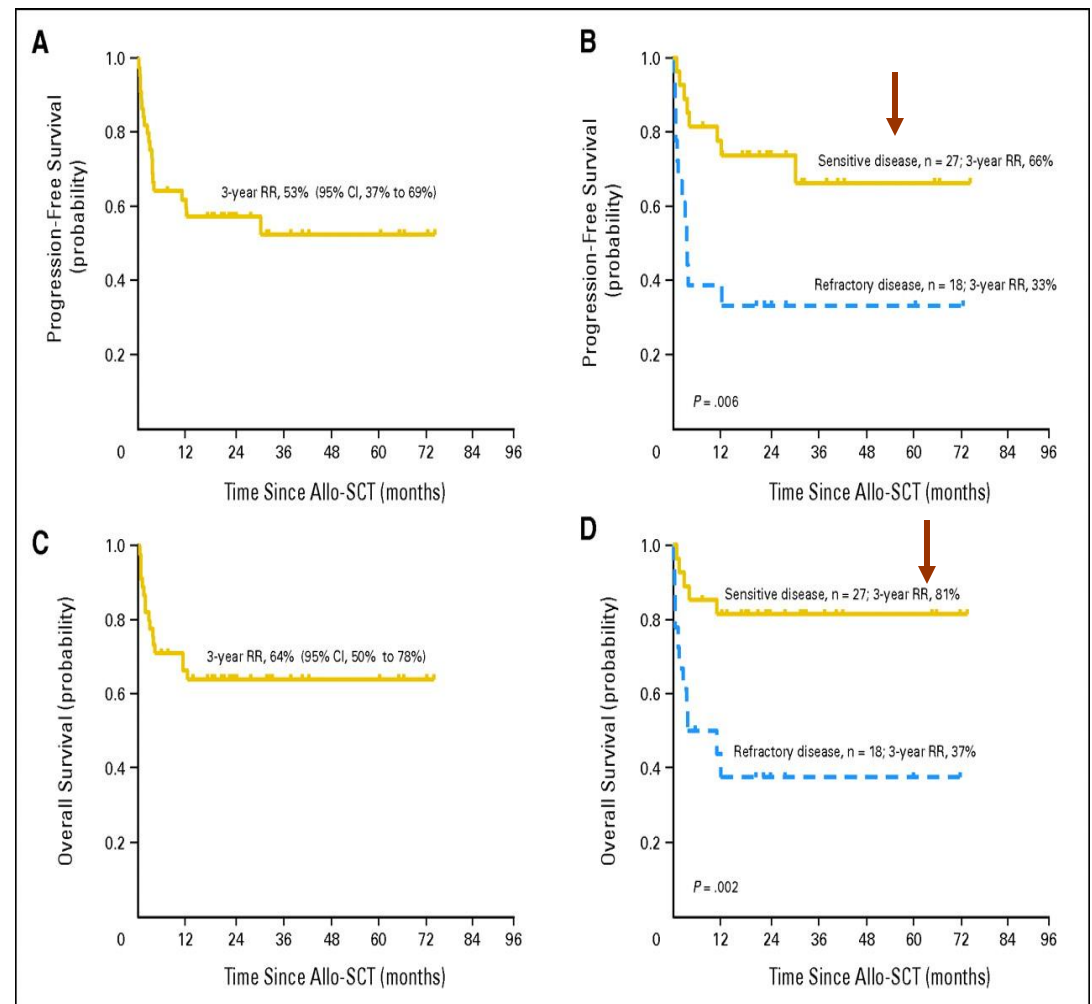 A
Progression-Free Survival
(probability)
1.0
0.8
0.6
0.4
0.2
0
3-year RR, 53% (95% CI, 37% to 69%)
12 24 36 48 60 72 84 96
Time Since Allo-SCT (months)
B
Progression-Free Survival
(probability)
1.0
0.8
0.6
0.4
0.2
0
Sensitive disease, n = 27; 3-year RR, 66%
Refractory disease, n = 18; 3-year RR, 33%
P = .006
12 24 36 48 60 72 84 96
Time Since Allo-SCT (months)
C
Overall Survival (probability)
1.0
0.8
0.6
0.4
0.2
0
3-year RR, 64% (95% CI, 50% to 78%)
12 24 36 48 60 72 84 96
Time Since Allo-SCT (months)
D
Overall Survival (probability)
1.0
0.8
0.6
0.4
0.2
0
Sensitive disease, n = 27; 3-year RR, 81%
Refractory disease, n = 18; 3-year RR, 37%
P = .002
12 24 36 48 60 72 84 96
Time Since Allo-SCT (months)